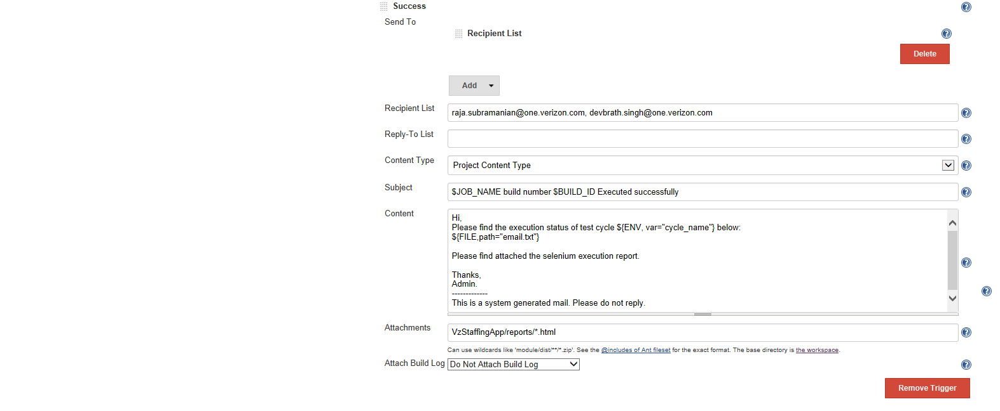 Success
Send To
Recipient List
Delete
Add
Recipient List
raja.subramanian@one.verizon.com, devbrath.singh@one.verizon.com
Reply-To List
Content Type
Project Content Type
Subject
$JOB_NAME build number $BUILD_ID Executed successfully
Content
Hi,
Please find the execution status of test cycle ${ENV, var="cycle_name"} below:
${FILE,path="email.txt"}
Please find attached the selenium execution report.
Thanks,
Admin.
-------------
This is a system generated mail. Please do not reply.
Attachments
VzStaffingApp/reports/*.html
Can use wildcards like 'module/dist/**/*.zip'. See the @includes of Ant fileset for the exact format. The base directory is the workspace.
Attach Build Log
Do Not Attach Build Log
Remove Trigger